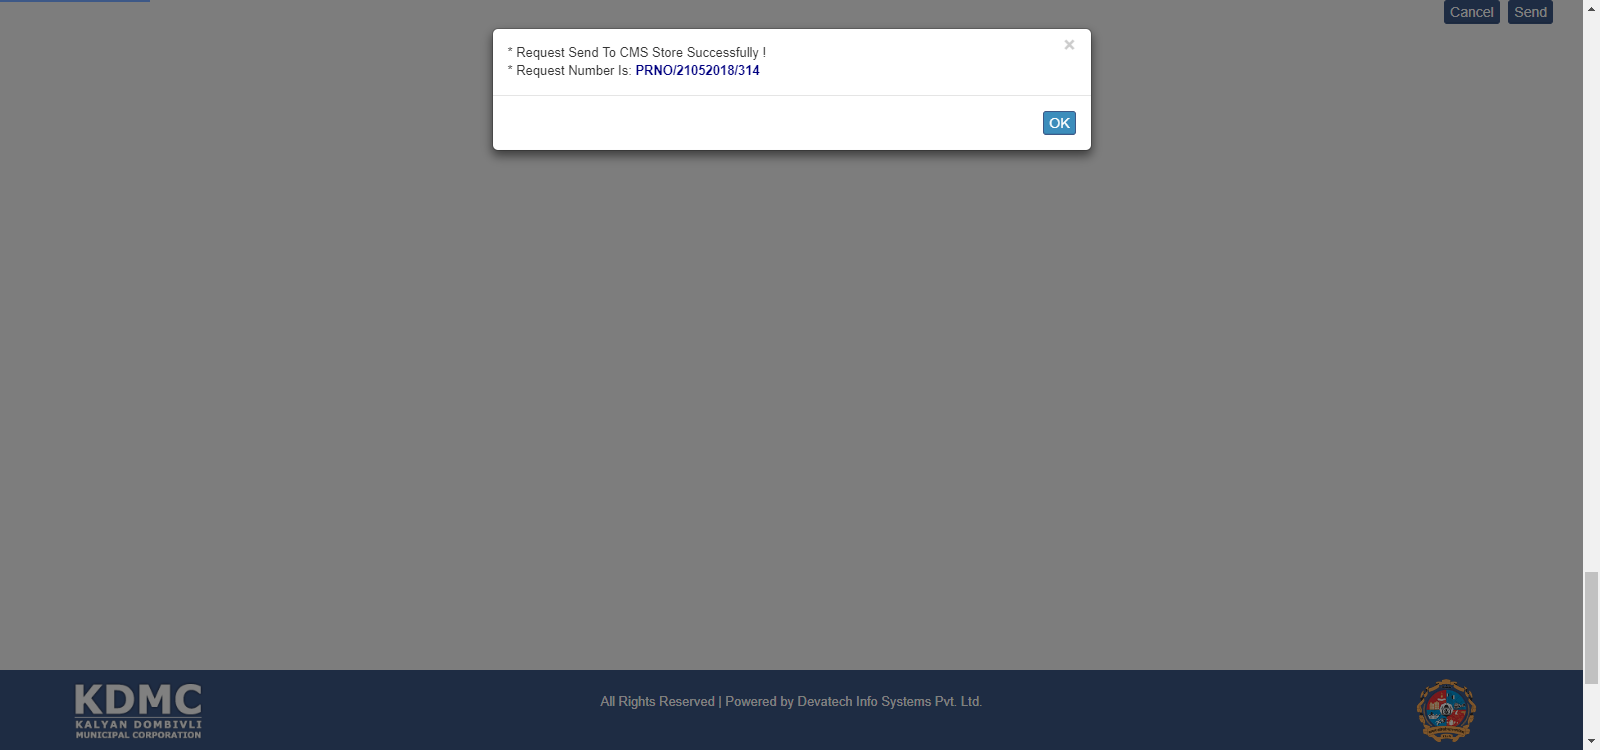 Cancel Send
×
* Request Send To CMS Store Successfully !
* Request Number Is: PRNO/21052018/314
OK
KDMC
KALYAN DOMBIVLI
MUNICIPAL CORPORATION
All Rights Reserved | Powered by Devatech Info Systems Pvt. Ltd.